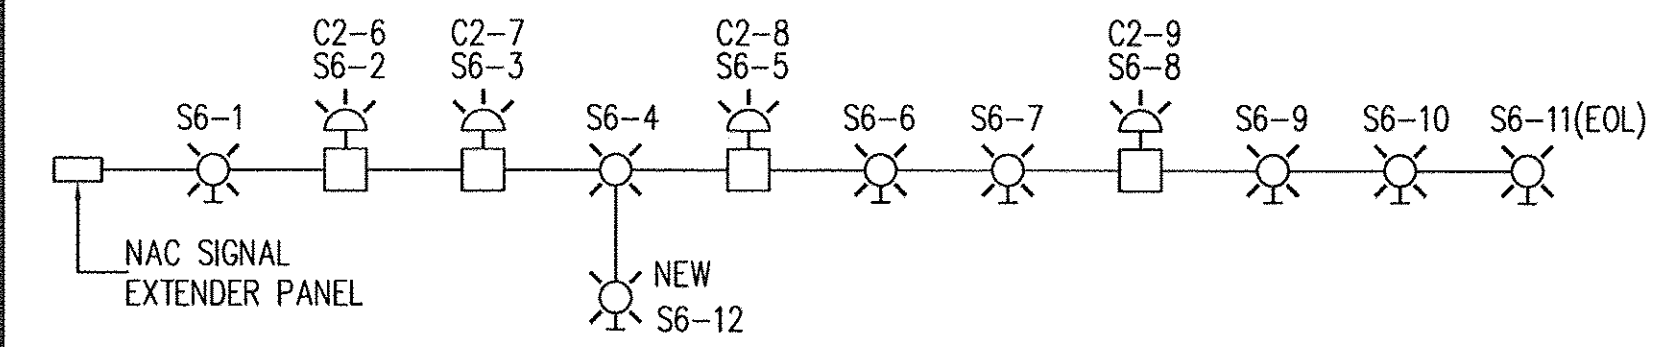 C2-6
S6-2
C2-7
S6-3
C2-8
S6-5
C2-9
S6-8
S6-1
S6-4
S6-6
S6-7
S6-9
S6-10
S6-11(EOL)
NAC SIGNAL
EXTENDER PANEL
NEW
S6-12